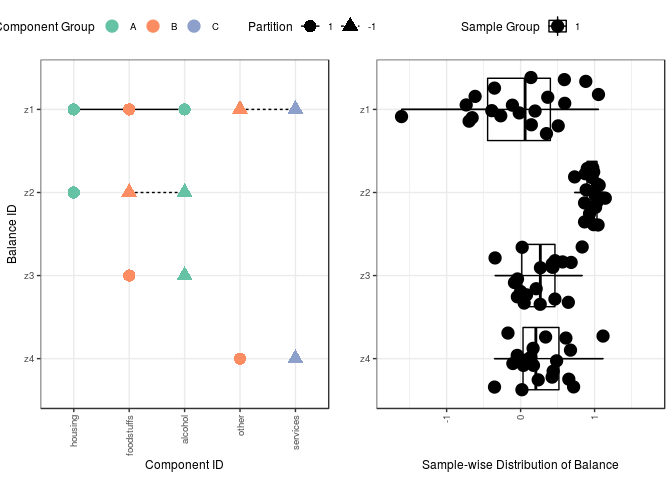 Component Group A B C Partition 1 -1 Sample Group 1
z1
z2
z3
z4
Balance ID
housing
foodstuffs
alcohol
other
services
-1
0
1
Component ID
Sample-wise Distribution of Balance